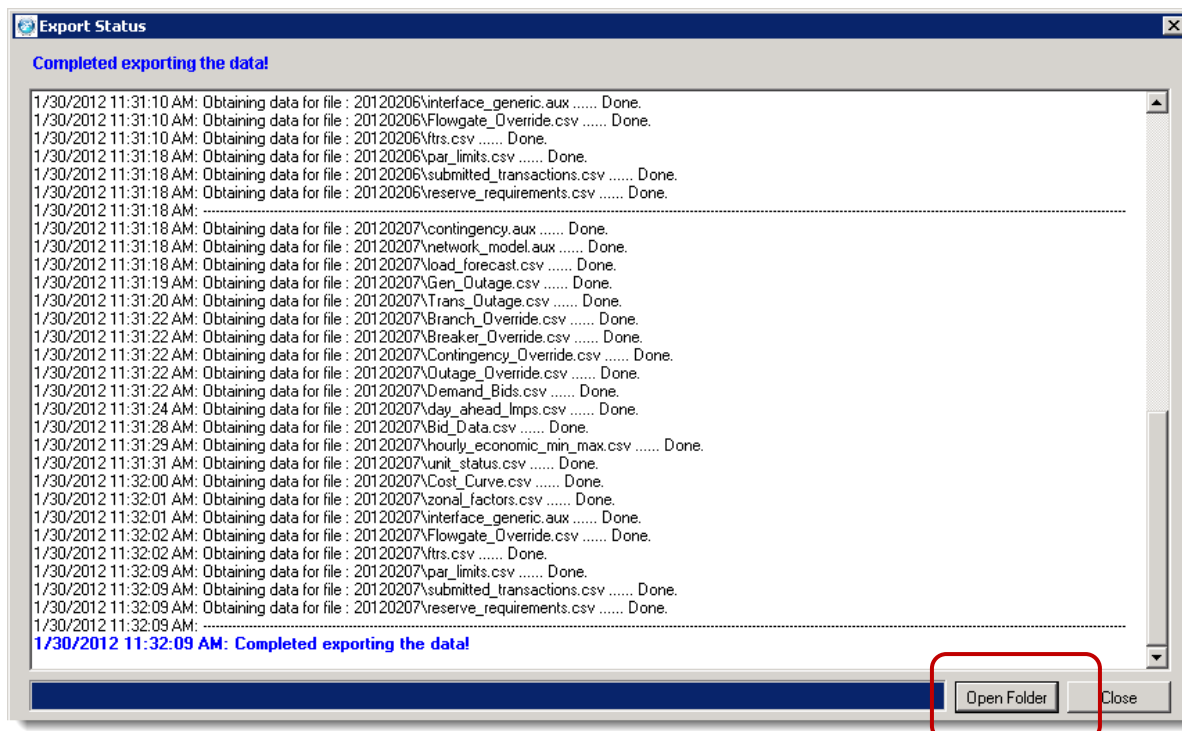 Export Status
Completed exporting the data!
1/30/2012 11:31:10 AM: Obtaining data for file : 20120206\interface_generic.aux ...... Done.
1/30/2012 11:31:10 AM: Obtaining data for file : 20120206\Flowgate_Override.csv ...... Done.
1/30/2012 11:31:10 AM: Obtaining data for file : 20120206\ftrs.csv ...... Done.
1/30/2012 11:31:18 AM: Obtaining data for file : 20120206\par_limits.csv ...... Done.
1/30/2012 11:31:18 AM: Obtaining data for file : 20120206\submitted_transactions.csv ...... Done.
1/30/2012 11:31:18 AM: Obtaining data for file : 20120206\reserve_requirements.csv ...... Done.
1/30/2012 11:31:18 AM: ------------------------------------------------------------
1/30/2012 11:31:18 AM: Obtaining data for file : 20120207\contingency.aux ...... Done.
1/30/2012 11:31:18 AM: Obtaining data for file : 20120207\network_model.aux ...... Done.
1/30/2012 11:31:18 AM: Obtaining data for file : 20120207\load_forecast.csv ...... Done.
1/30/2012 11:31:19 AM: Obtaining data for file : 20120207\Gen_Outage.csv ...... Done.
1/30/2012 11:31:20 AM: Obtaining data for file : 20120207\Trans_Outage.csv ...... Done.
1/30/2012 11:31:22 AM: Obtaining data for file : 20120207\Branch_Override.csv ...... Done.
1/30/2012 11:31:22 AM: Obtaining data for file : 20120207\Breaker_Override.csv ...... Done.
1/30/2012 11:31:22 AM: Obtaining data for file : 20120207\Contingency_Override.csv ...... Done.
1/30/2012 11:31:22 AM: Obtaining data for file : 20120207\Outage_Override.csv ...... Done.
1/30/2012 11:31:22 AM: Obtaining data for file : 20120207\Demand_Bids.csv ...... Done.
1/30/2012 11:31:24 AM: Obtaining data for file : 20120207\day_ahead_lmps.csv ...... Done.
1/30/2012 11:31:28 AM: Obtaining data for file : 20120207\Bid_Data.csv ...... Done.
1/30/2012 11:31:29 AM: Obtaining data for file : 20120207\hourly_economic_min_max.csv ...... Done.
1/30/2012 11:31:31 AM: Obtaining data for file : 20120207\unit_status.csv ...... Done.
1/30/2012 11:32:00 AM: Obtaining data for file : 20120207\Cost_Curve.csv ...... Done.
1/30/2012 11:32:01 AM: Obtaining data for file : 20120207\zonal_factors.csv ...... Done.
1/30/2012 11:32:01 AM: Obtaining data for file : 20120207\interface_generic.aux ...... Done.
1/30/2012 11:32:02 AM: Obtaining data for file : 20120207\Flowgate_Override.csv ...... Done.
1/30/2012 11:32:02 AM: Obtaining data for file : 20120207\ftrs.csv ...... Done.
1/30/2012 11:32:09 AM: Obtaining data for file : 20120207\par_limits.csv ...... Done.
1/30/2012 11:32:09 AM: Obtaining data for file : 20120207\submitted_transactions.csv ...... Done.
1/30/2012 11:32:09 AM: Obtaining data for file : 20120207\reserve_requirements.csv ...... Done.
1/30/2012 11:32:09 AM: ------------------------------------------------------------
1/30/2012 11:32:09 AM: Completed exporting the data!
Open Folder Close